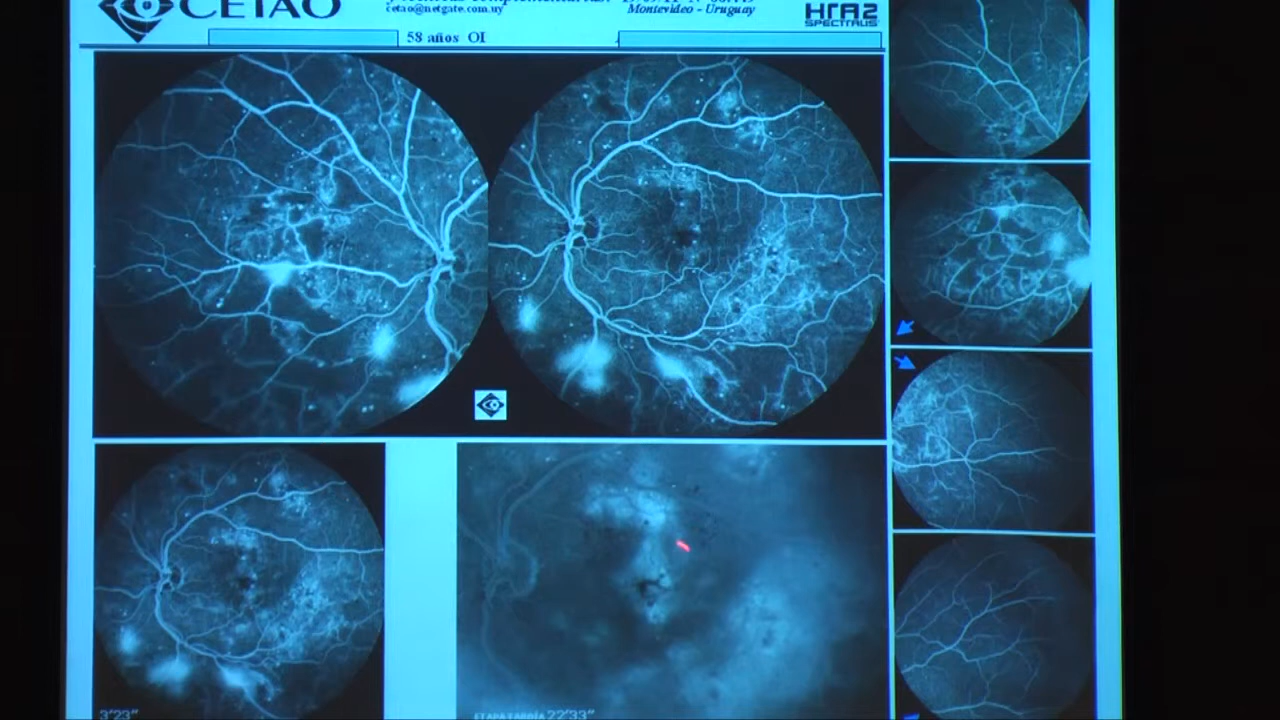 CETAO
cetao@netgate.com.uy
Montevideo - Uruguay
HRA2
SPECTRALIS
58 años OI
3'23"
ETAPA TARDÍA 22'33"